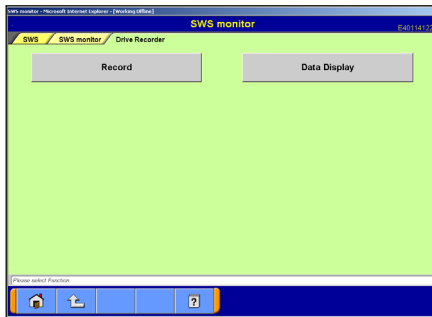 SWS monitor - Microsoft Internet Explorer - [Working Offline]
SWS monitor
E40114122
SWS SWS monitor Drive Recorder
Record Data Display
Please select Function
?